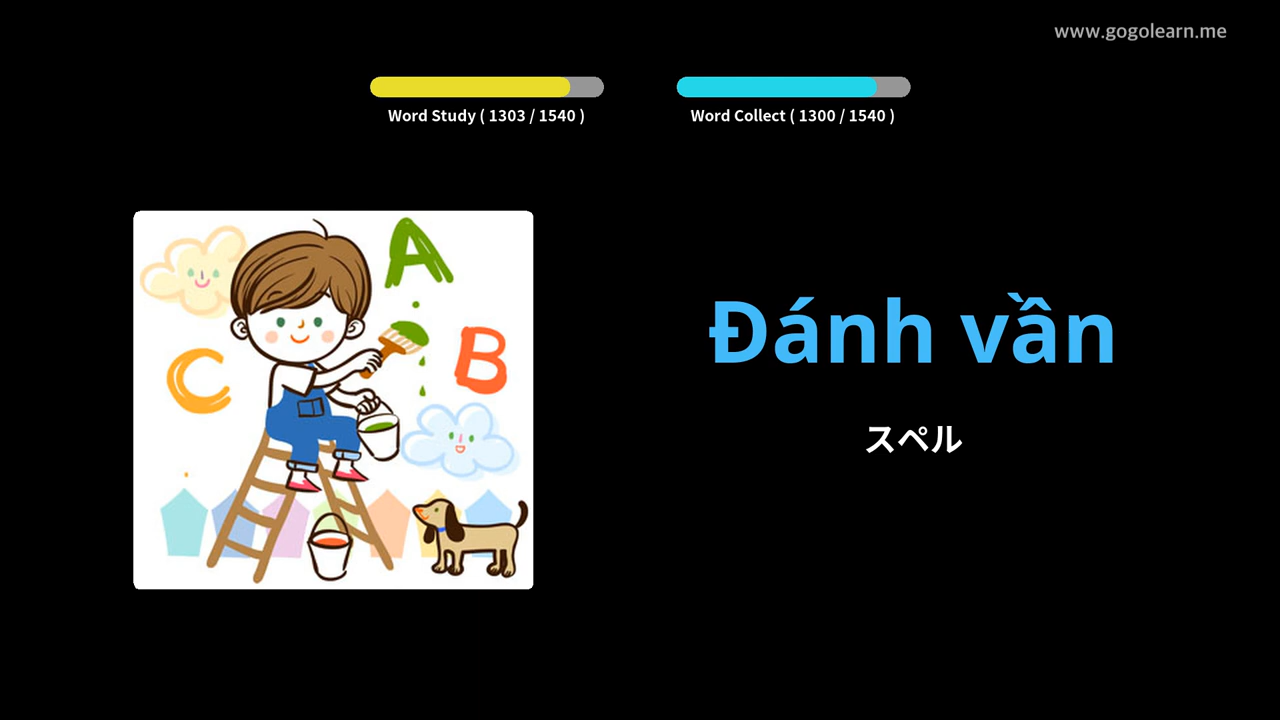 www.gogolearn.me
Word Study ( 1303 / 1540 )
Word Collect ( 1300 / 1540 )
A
B
C
Đánh vần
スペル